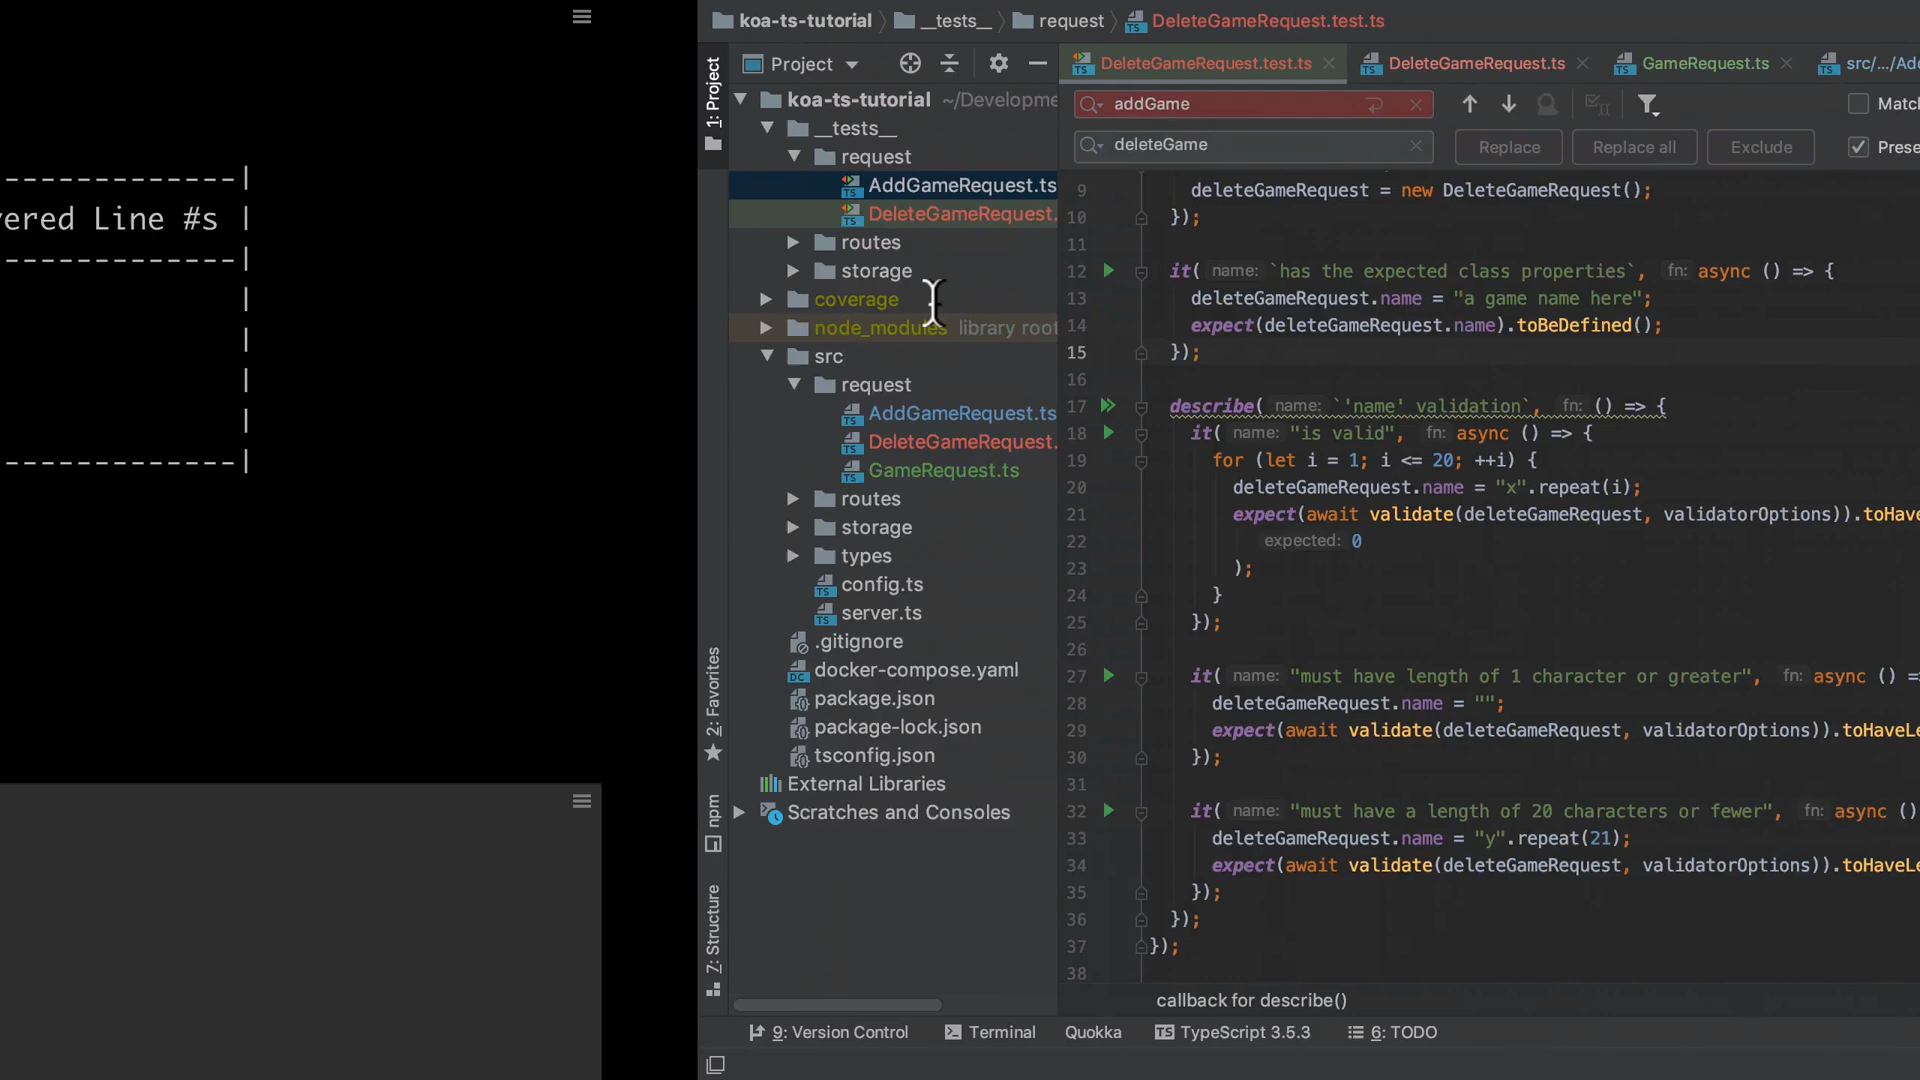 -------------|
ered Line #s |
-------------|
|
|
|
|
-------------|
koa-ts-tutorial
__tests__
request
DeleteGameRequest.test.ts
1: Project
2: Favorites
npm
Z: Structure
Project
koa-ts-tutorial ~/Developme
__tests__
request
AddGameRequest.ts
DeleteGameRequest.
routes
storage
coverage
node_modules library root
src
request
AddGameRequest.ts
DeleteGameRequest.
GameRequest.ts
routes
storage
types
config.ts
server.ts
.gitignore
docker-compose.yaml
package.json
package-lock.json
tsconfig.json
External Libraries
Scratches and Consoles
DeleteGameRequest.test.ts
DeleteGameRequest.ts
GameRequest.ts
src/.../Ad
addGame
Matc
deleteGame
Replace
Replace all
Exclude
Prese
9 deleteGameRequest = new DeleteGameRequest();
10 });
11
12 it( name: `has the expected class properties`, fn: async () => {
13 deleteGameRequest.name = "a game name here";
14 expect(deleteGameRequest.name).toBeDefined();
15 });
16
17 describe( name: `'name' validation`, fn: () => {
18 it( name: "is valid", fn: async () => {
19 for (let i = 1; i <= 20; ++i) {
20 deleteGameRequest.name = "x".repeat(i);
21 expect(await validate(deleteGameRequest, validatorOptions)).toHave
22 expected: 0
23 );
24 }
25 });
26
27 it( name: "must have length of 1 character or greater", fn: async () =>
28 deleteGameRequest.name = "";
29 expect(await validate(deleteGameRequest, validatorOptions)).toHaveLe
30 });
31
32 it( name: "must have a length of 20 characters or fewer", fn: async ()
33 deleteGameRequest.name = "y".repeat(21);
34 expect(await validate(deleteGameRequest, validatorOptions)).toHaveLe
35 });
36 });
37 });
38
callback for describe()
9: Version Control
Terminal
Quokka
TypeScript 3.5.3
6: TODO